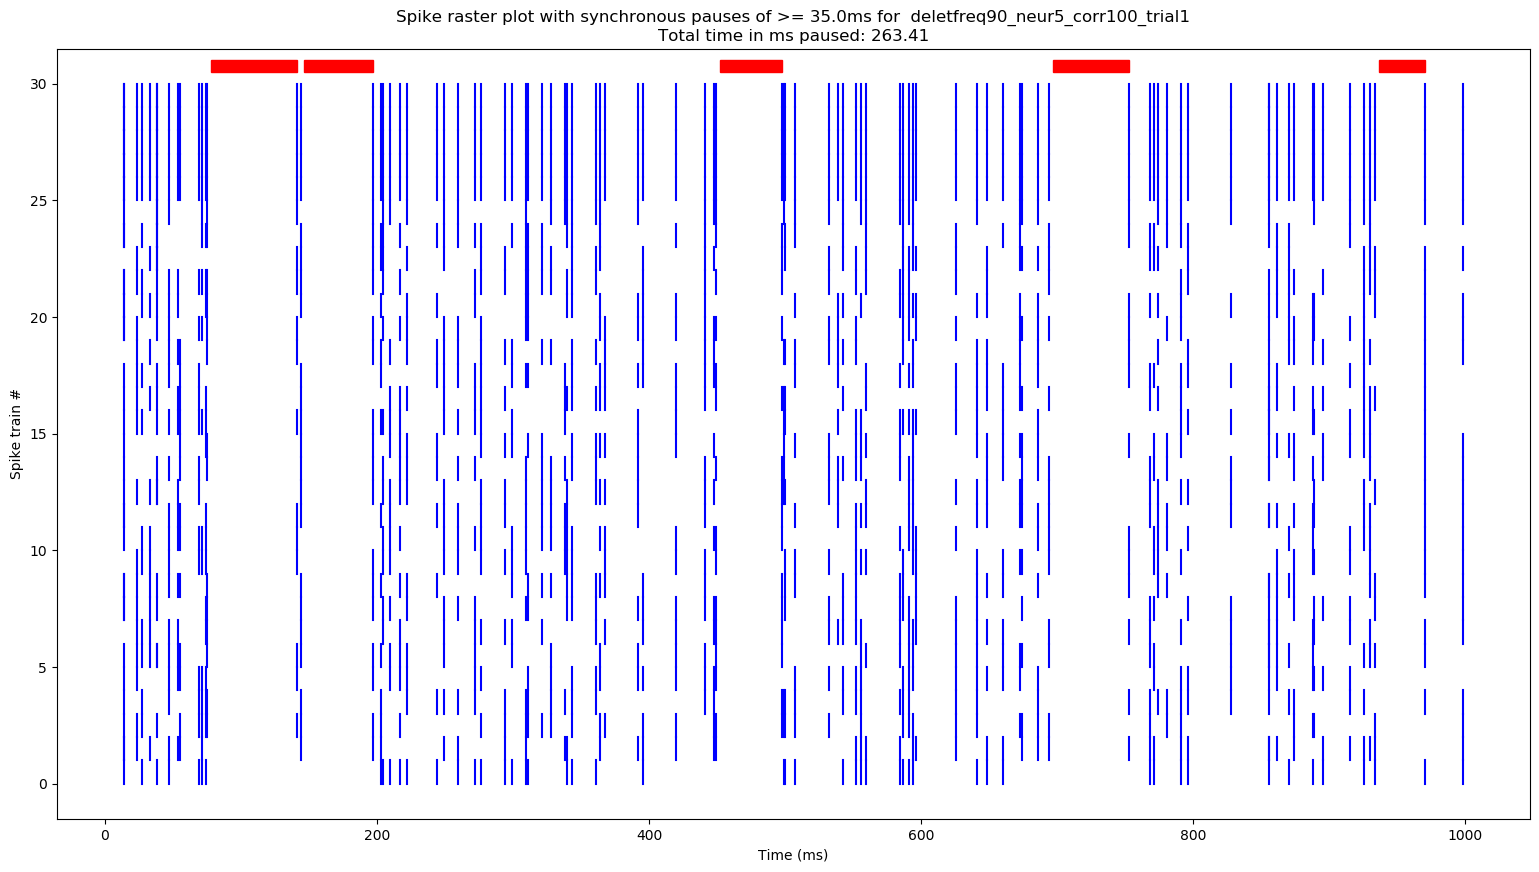 Spike raster plot with synchronous pauses of >= 35.0ms for  deletfreq90_neur5_corr100_trial1
Total time in ms paused: 263.41
30
25
20
15
10
5
0
Spike train #
0 200 400 600 800 1000
Time (ms)